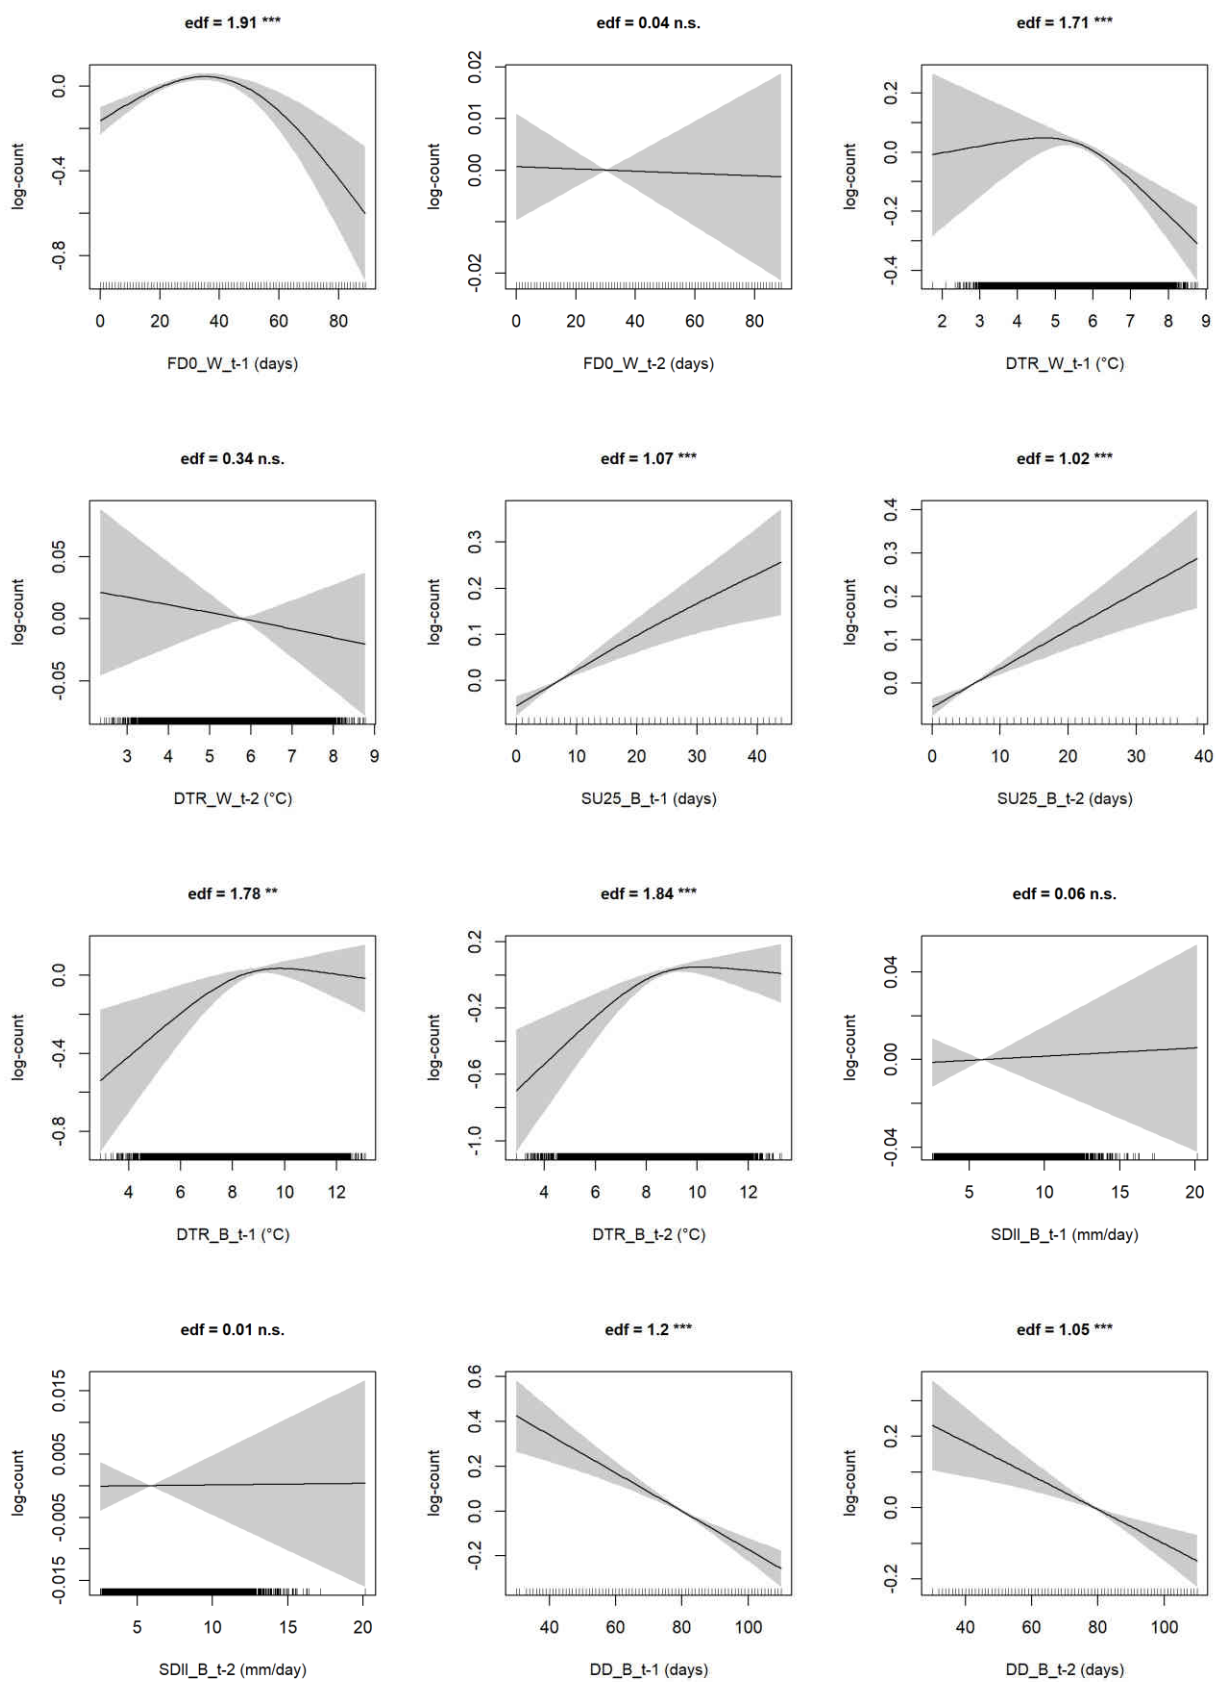 edf = 1.91 *** edf = 0.04 n.s. edf = 1.71 ***
log-count 0.0 -0.4 -0.8
0 20 40 60 80
FD0_W_t-1 (days)
log-count 0.02 0.01 0.00 -0.02
0 20 40 60 80
FD0_W_t-2 (days)
log-count 0.2 0.0 -0.2 -0.4
2 3 4 5 6 7 8 9
DTR_W_t-1 (°C)
edf = 0.34 n.s. edf = 1.07 *** edf = 1.02 ***
log-count 0.05 0.00 -0.05
3 4 5 6 7 8 9
DTR_W_t-2 (°C)
log-count 0.3 0.2 0.1 0.0
0 10 20 30 40
SU25_B_t-1 (days)
log-count 0.4 0.3 0.2 0.1 0.0
0 10 20 30 40
SU25_B_t-2 (days)
edf = 1.78 ** edf = 1.84 *** edf = 0.06 n.s.
log-count 0.0 -0.4 -0.8
4 6 8 10 12
DTR_B_t-1 (°C)
log-count 0.2 -0.2 -0.6 -1.0
4 6 8 10 12
DTR_B_t-2 (°C)
log-count 0.04 0.00 -0.04
5 10 15 20
SDII_B_t-1 (mm/day)
edf = 0.01 n.s. edf = 1.2 *** edf = 1.05 ***
log-count 0.015 0.005 -0.005 -0.015
5 10 15 20
SDII_B_t-2 (mm/day)
log-count 0.6 0.4 0.2 0.0 -0.2
40 60 80 100
DD_B_t-1 (days)
log-count 0.2 0.0 -0.2
40 60 80 100
DD_B_t-2 (days)